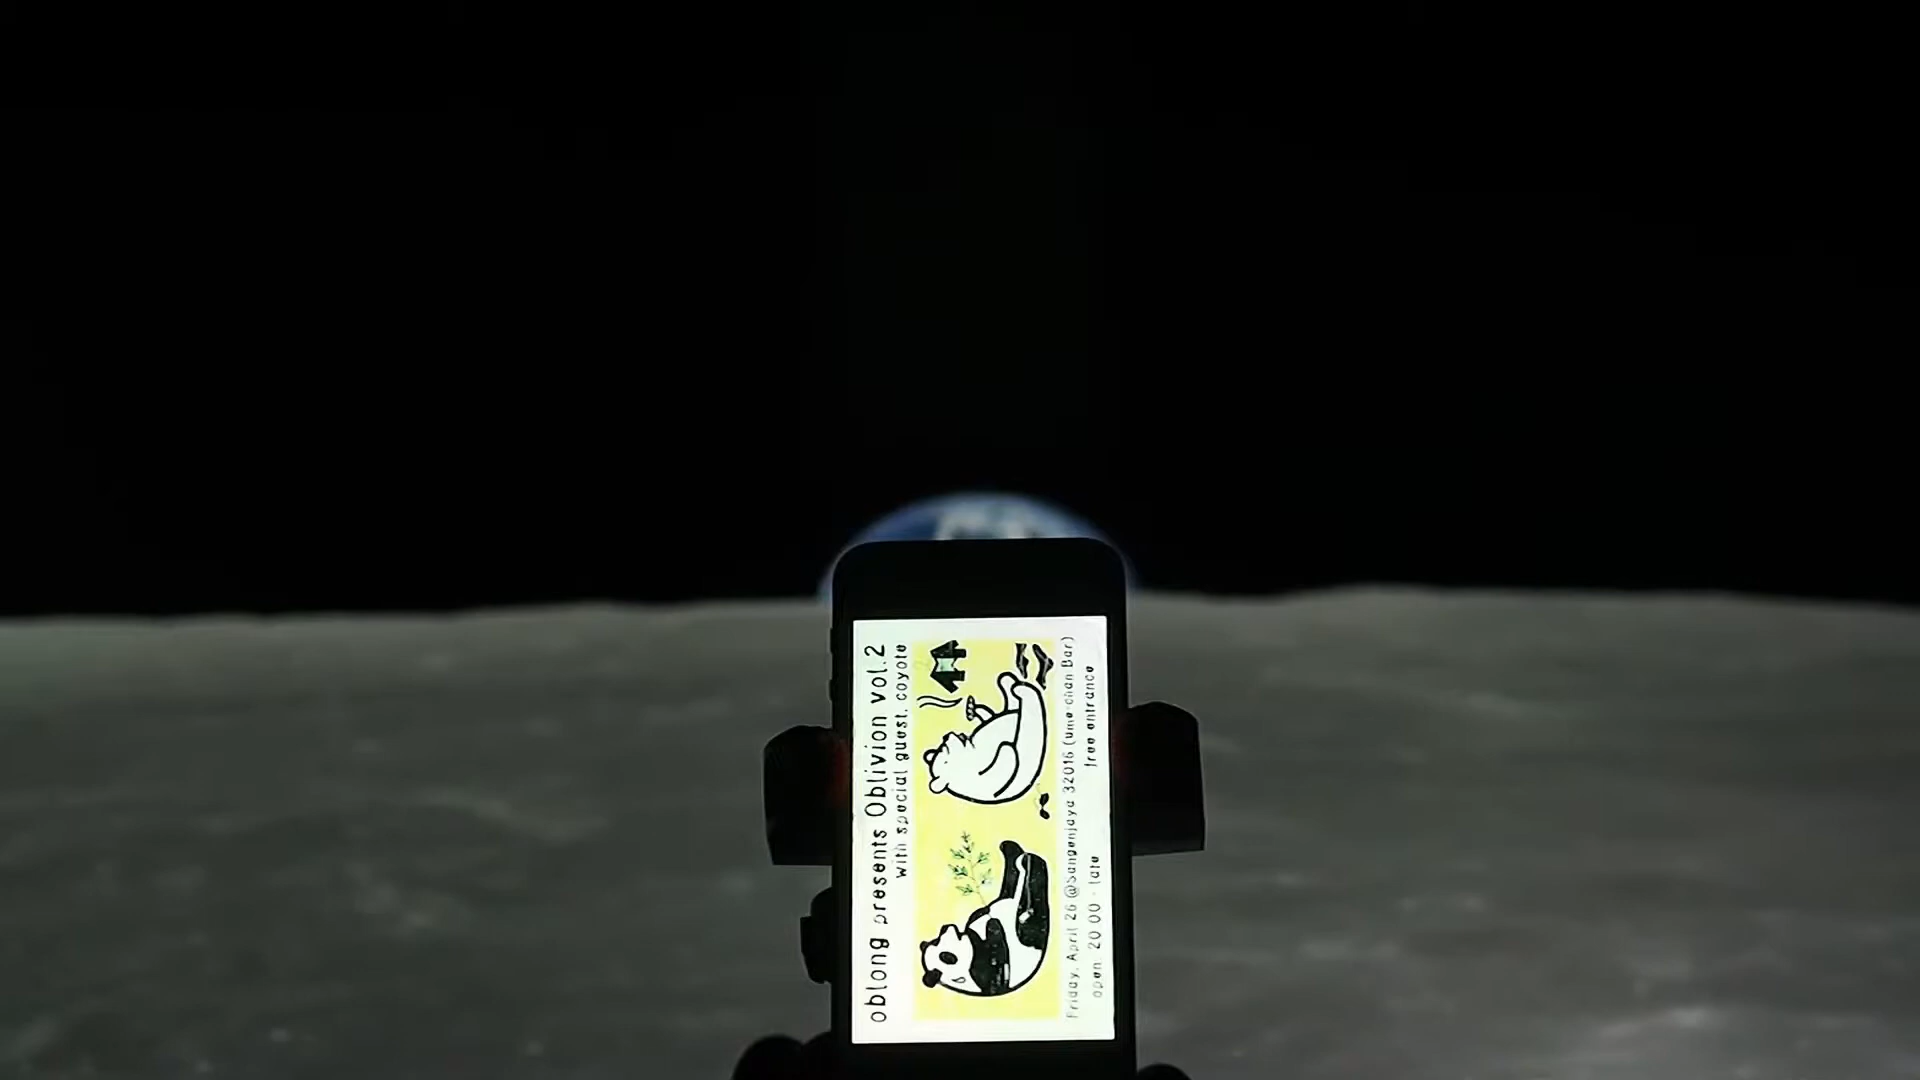 oblong presents Oblivion vol.2
with special guest, coyote
Friday, April 26 @Sangenjaya 32016 (ume-chan Bar)
open. 20:00 - late free entrance